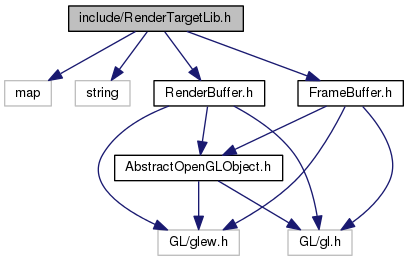 include/RenderTargetLib.h
map
string
RenderBuffer.h
FrameBuffer.h
AbstractOpenGLObject.h
GL/glew.h
GL/gl.h